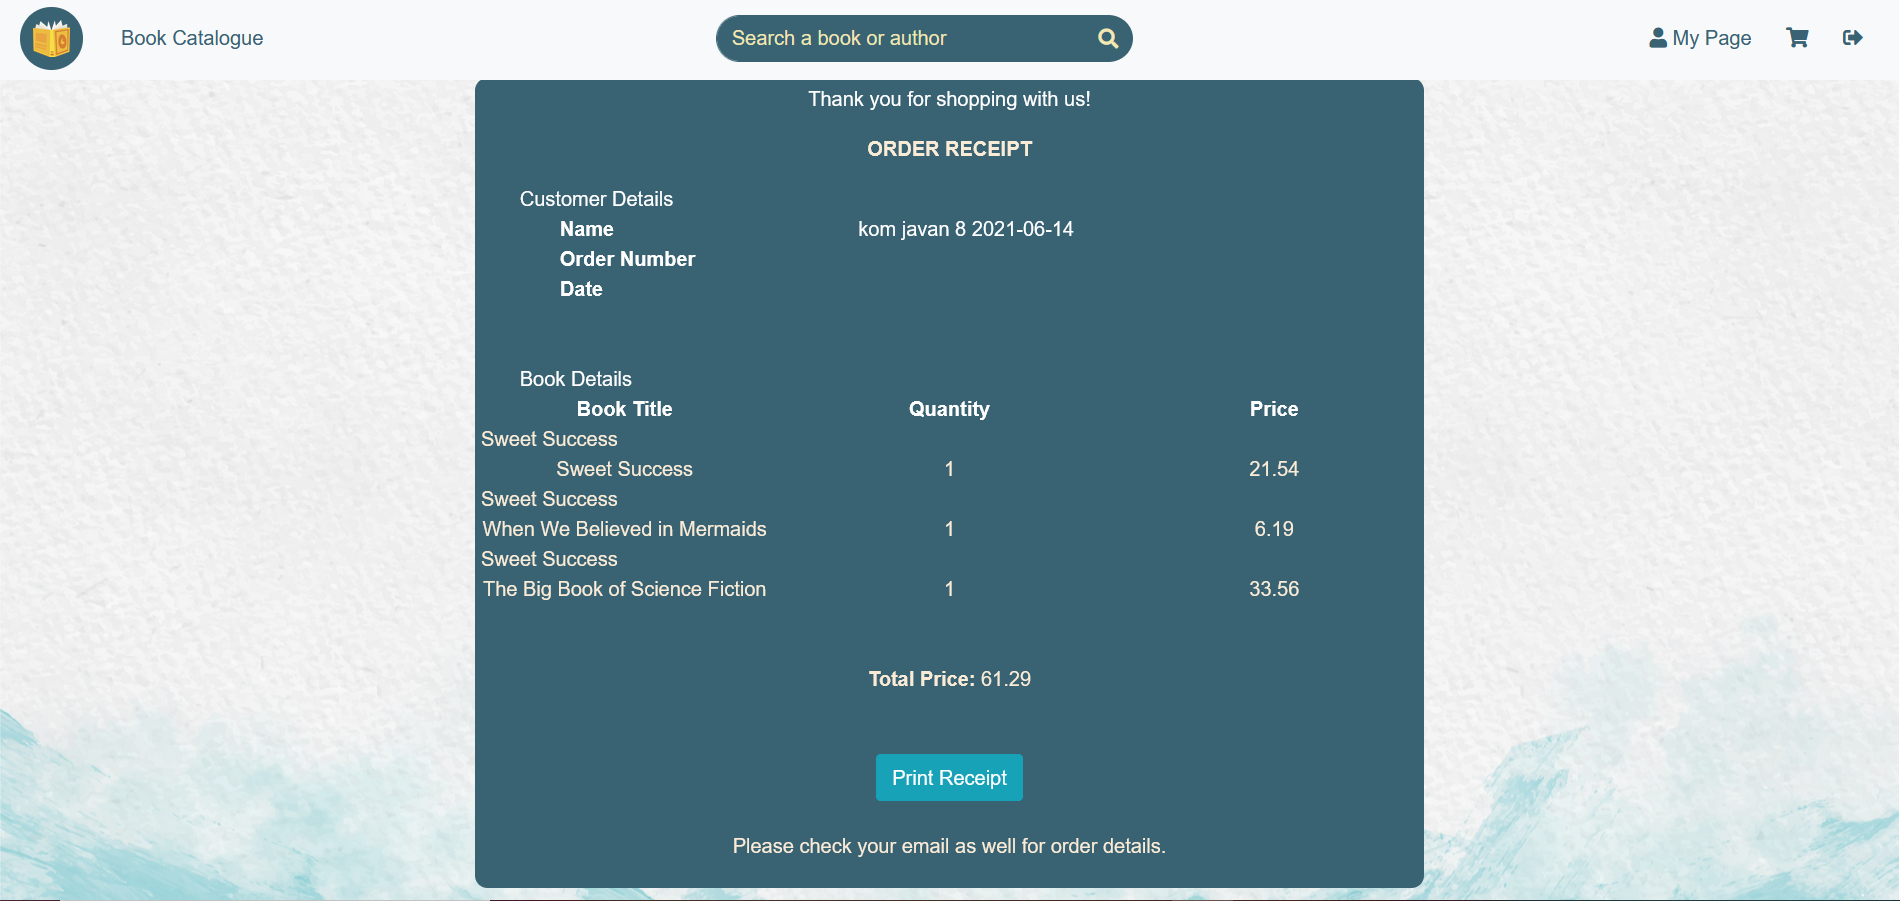 Book Catalogue
Search a book or author
My Page
Thank you for shopping with us!
ORDER RECEIPT
Customer Details
Name kom javan 8 2021-06-14
Order Number
Date
Book Details
Book Title Quantity Price
Sweet Success
Sweet Success 1 21.54
Sweet Success
When We Believed in Mermaids 1 6.19
Sweet Success
The Big Book of Science Fiction 1 33.56
Total Price: 61.29
Print Receipt
Please check your email as well for order details.